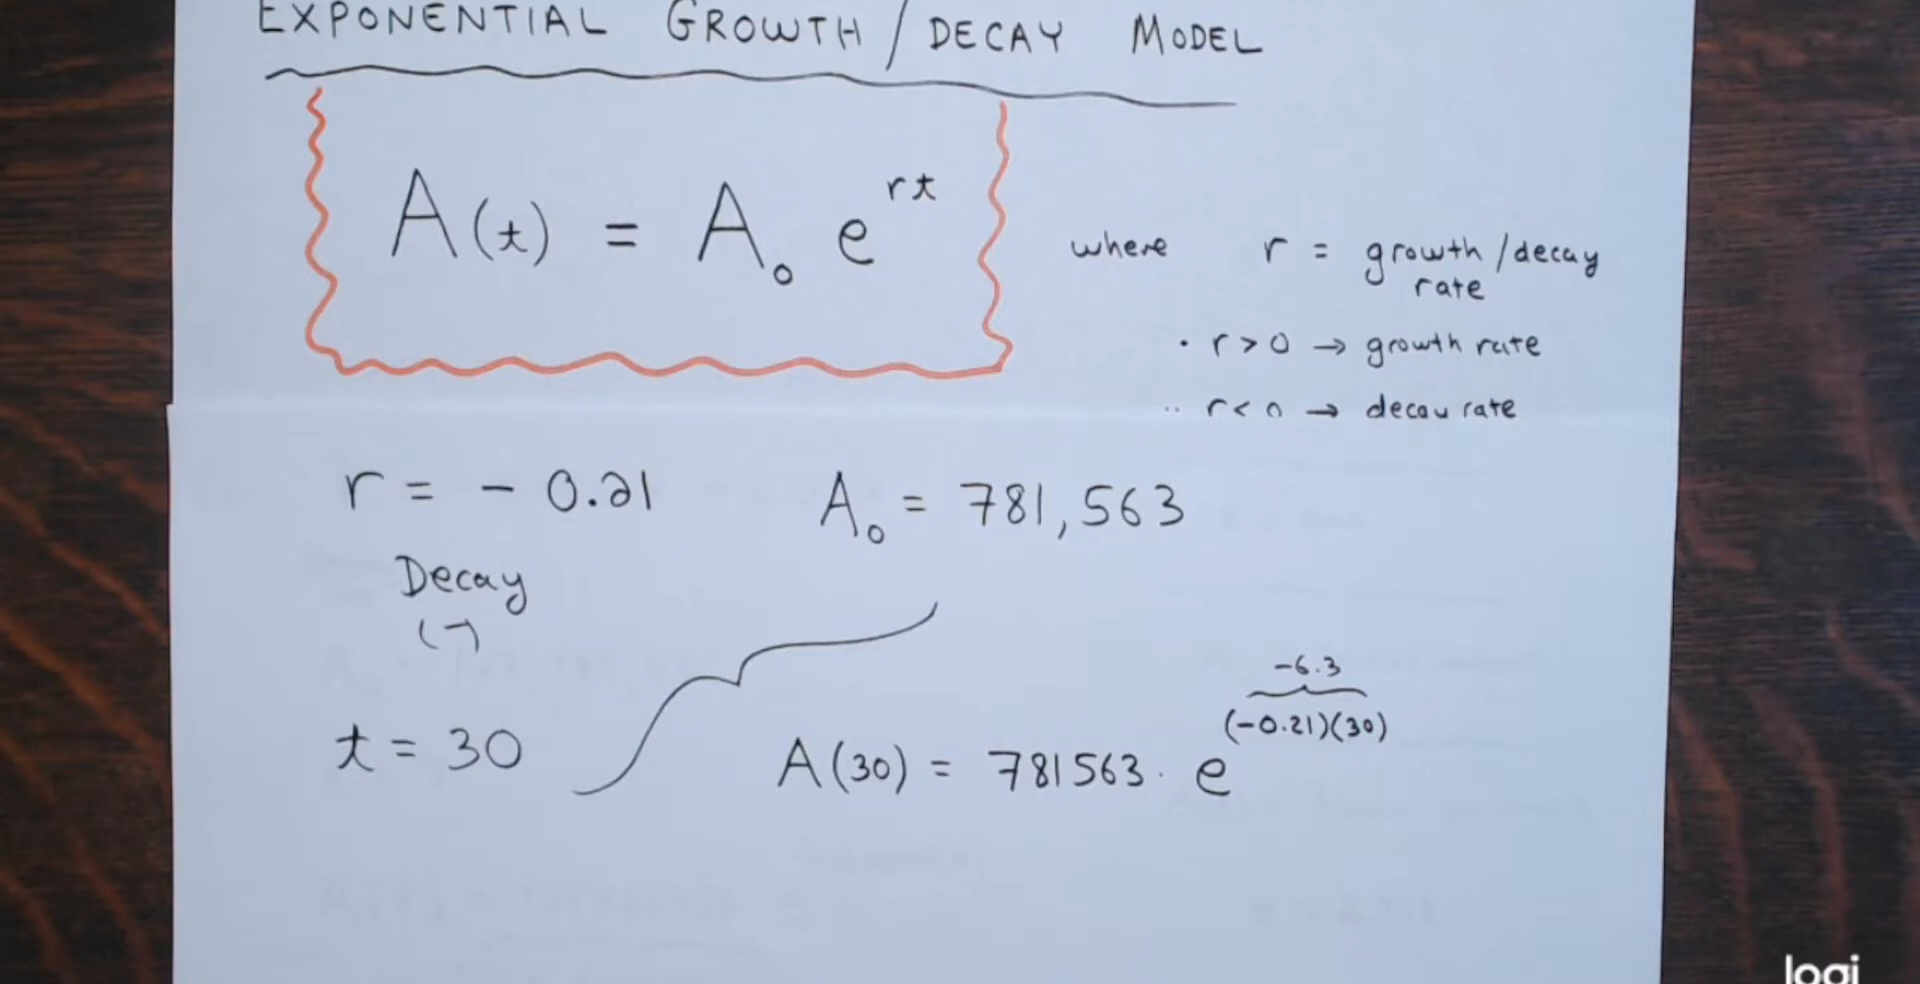 EXPONENTIAL GROWTH / DECAY MODEL
A(t) = A₀ e^rt
where r = growth/decay rate
· r > 0 → growth rate
·· r < 0 → decay rate
r = - 0.21 A₀ = 781,563
Decay
(-)
t = 30
-6.3
A(30) = 781563 · e^(-0.21)(30)
logi